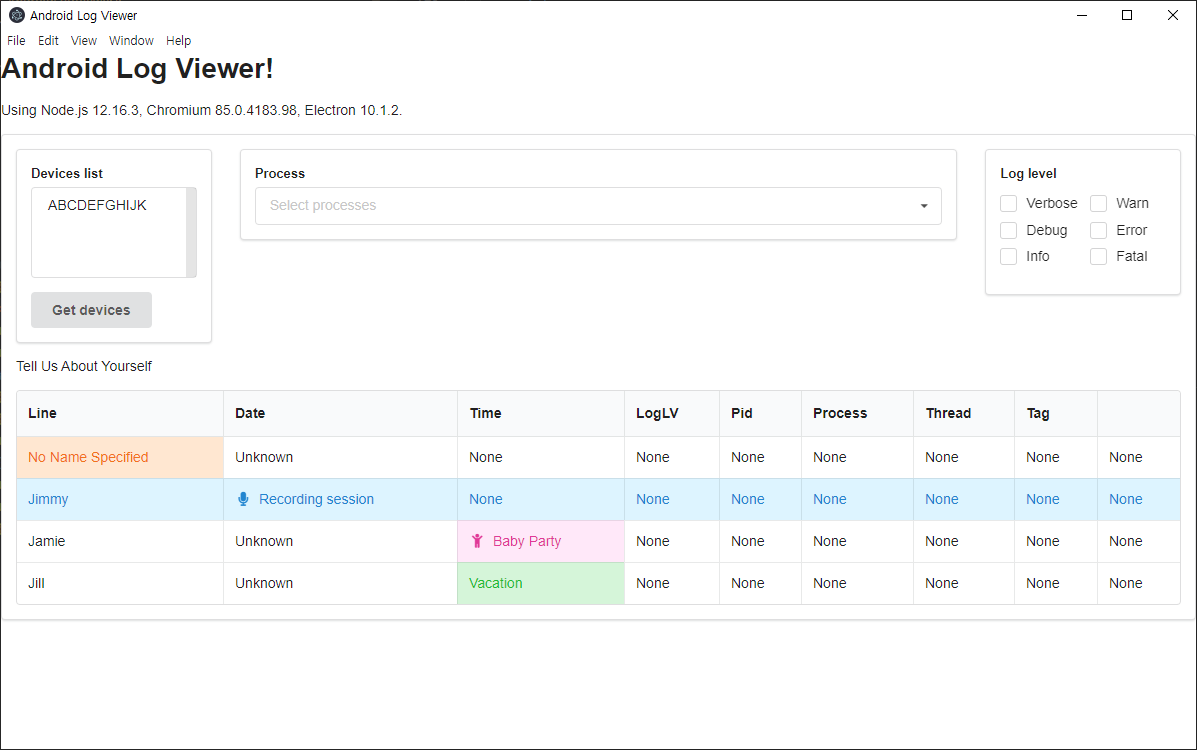 Android Log Viewer
File Edit View Window Help
Android Log Viewer!
Using Node.js 12.16.3, Chromium 85.0.4183.98, Electron 10.1.2.
Devices list
ABCDEFGHIJK
Get devices
Process
Select processes
Log level
Verbose Warn
Debug Error
Info Fatal
Tell Us About Yourself
Line Date Time LogLV Pid Process Thread Tag
No Name Specified Unknown None None None None None None None
Jimmy Recording session None None None None None None None
Jamie Unknown Baby Party None None None None None None
Jill Unknown Vacation None None None None None None